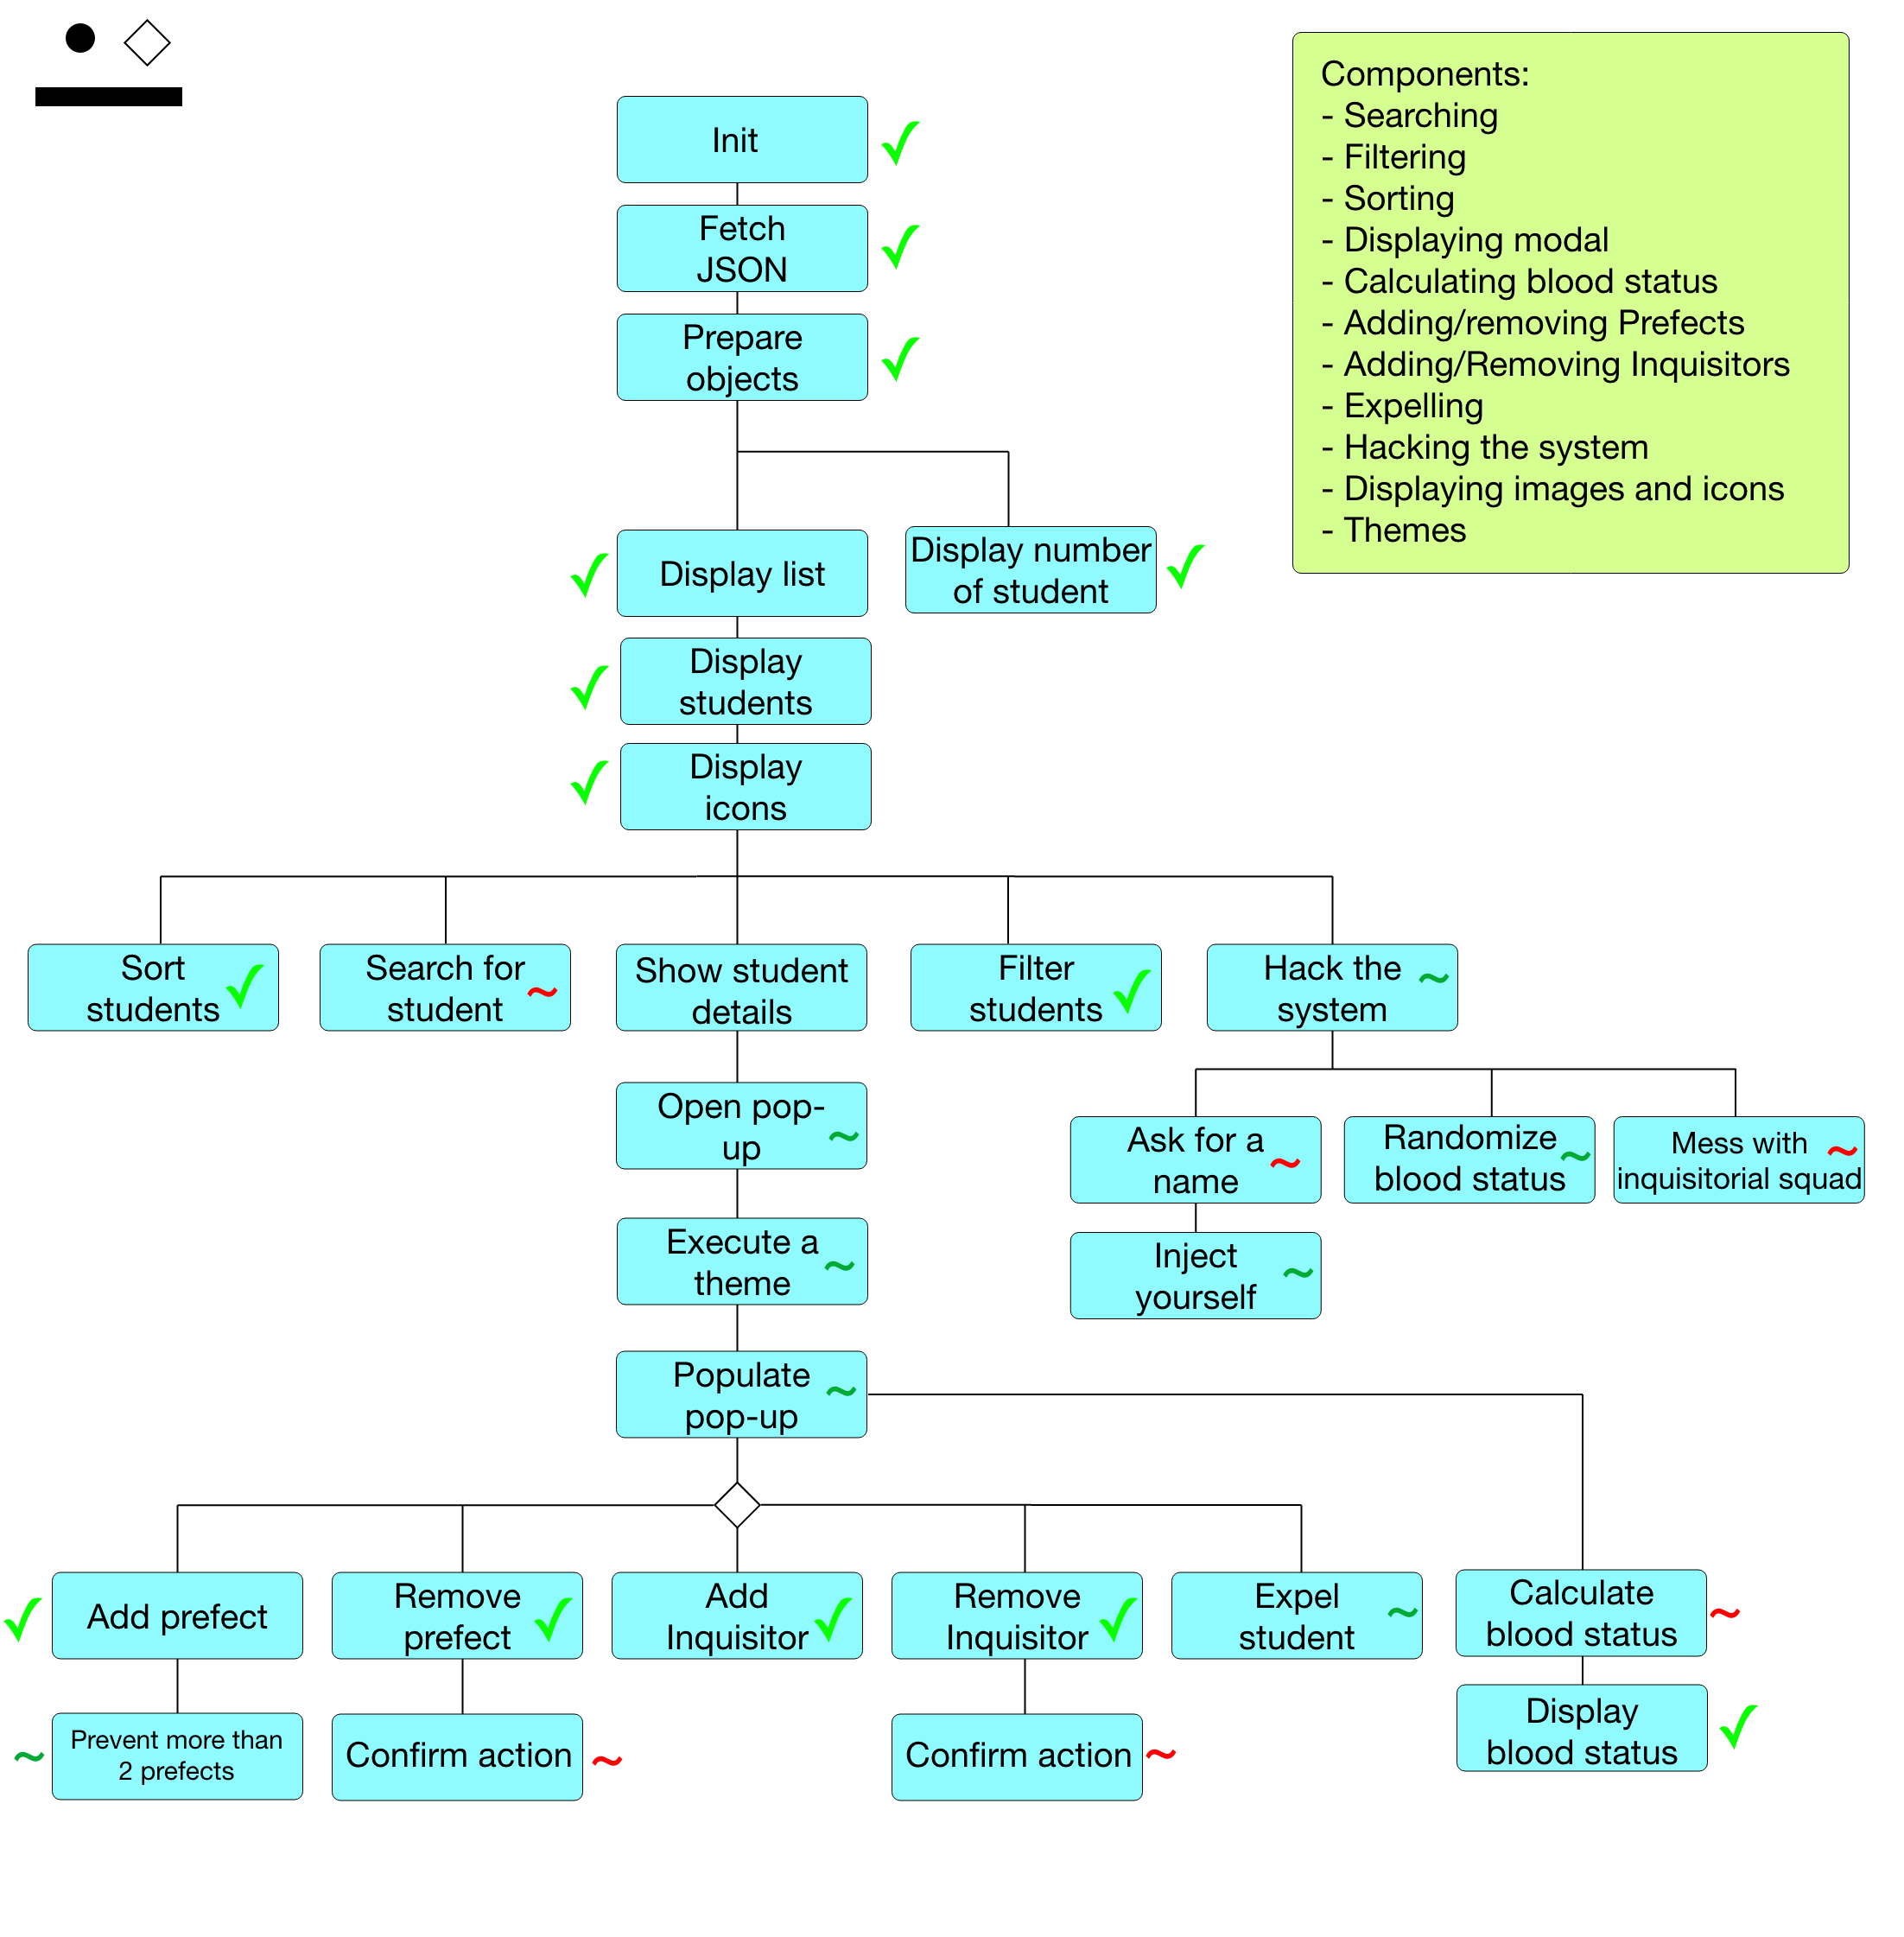 Components:
- Searching
- Filtering
- Sorting
- Displaying modal
- Calculating blood status
- Adding/removing Prefects
- Adding/Removing Inquisitors
- Expelling
- Hacking the system
- Displaying images and icons
- Themes
Init
Fetch
JSON
Prepare
objects
Display list
Display number
of student
Display
students
Display
icons
Sort
students
Search for
student
Show student
details
Filter
students
Hack the
system
Open pop-
up
Ask for a
name
Randomize
blood status
Mess with
inquisitorial squad
Execute a
theme
Inject
yourself
Populate
pop-up
Add prefect
Remove
prefect
Add
Inquisitor
Remove
Inquisitor
Expel
student
Calculate
blood status
Prevent more than
2 prefects
Confirm action
Confirm action
Display
blood status